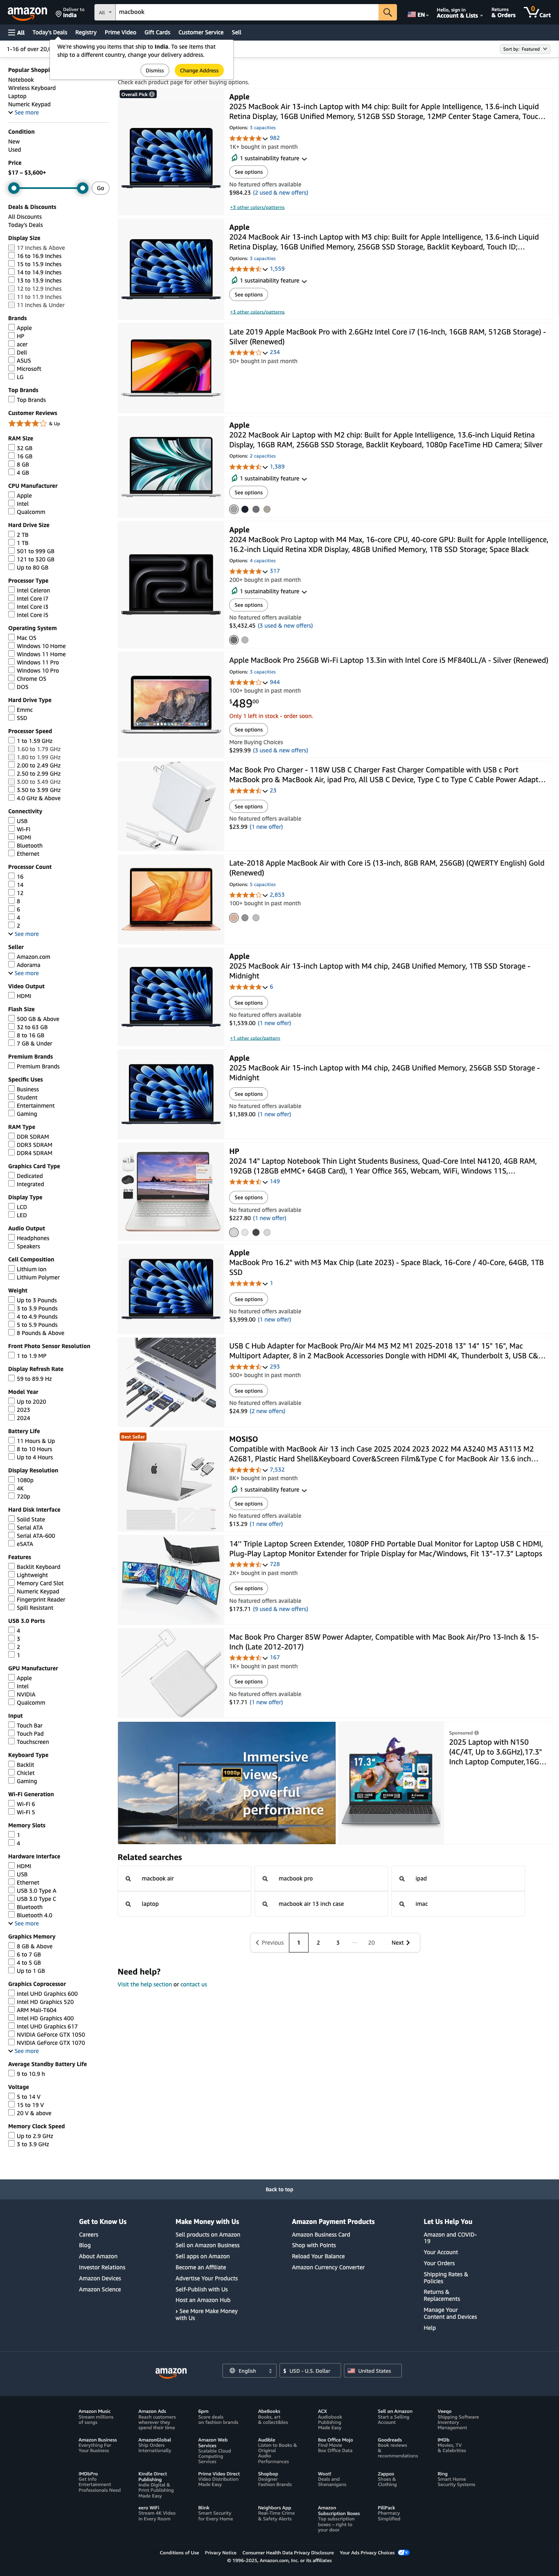 amazon
Deliver to
India
All
macbook
EN
Hello, sign in
Account & Lists
Returns
& Orders
0
Cart
All
Today's Deals
Registry
Prime Video
Gift Cards
Customer Service
Sell
1-16 of over 20,0
We're showing you items that ship to India. To see items that
ship to a different country, change your delivery address.
Dismiss
Change Address
Sort by: Featured
Check each product page for other buying options.
Popular Shoppi
Notebook
Wireless Keyboard
Laptop
Numeric Keypad
See more
Condition
New
Used
Price
$17 – $3,600+
Go
Deals & Discounts
All Discounts
Today's Deals
Display Size
17 Inches & Above
16 to 16.9 Inches
15 to 15.9 Inches
14 to 14.9 Inches
13 to 13.9 Inches
12 to 12.9 Inches
11 to 11.9 Inches
11 Inches & Under
Brands
Apple
HP
acer
Dell
ASUS
Microsoft
LG
Top Brands
Top Brands
Customer Reviews
& Up
RAM Size
32 GB
16 GB
8 GB
4 GB
CPU Manufacturer
Apple
Intel
Qualcomm
Hard Drive Size
2 TB
1 TB
501 to 999 GB
121 to 320 GB
Up to 80 GB
Processor Type
Intel Celeron
Intel Core i7
Intel Core i3
Intel Core i5
Operating System
Mac OS
Windows 10 Home
Windows 11 Home
Windows 11 Pro
Windows 10 Pro
Chrome OS
DOS
Hard Drive Type
Emmc
SSD
Processor Speed
1 to 1.59 GHz
1.60 to 1.79 GHz
1.80 to 1.99 GHz
2.00 to 2.49 GHz
2.50 to 2.99 GHz
3.00 to 3.49 GHz
3.50 to 3.99 GHz
4.0 GHz & Above
Connectivity
USB
Wi-Fi
HDMI
Bluetooth
Ethernet
Processor Count
16
14
12
8
6
4
2
See more
Seller
Amazon.com
Adorama
See more
Video Output
HDMI
Flash Size
500 GB & Above
32 to 63 GB
8 to 16 GB
7 GB & Under
Premium Brands
Premium Brands
Specific Uses
Business
Student
Entertainment
Gaming
RAM Type
DDR SDRAM
DDR3 SDRAM
DDR4 SDRAM
Graphics Card Type
Dedicated
Integrated
Display Type
LCD
LED
Audio Output
Headphones
Speakers
Cell Composition
Lithium Ion
Lithium Polymer
Weight
Up to 3 Pounds
3 to 3.9 Pounds
4 to 4.9 Pounds
5 to 5.9 Pounds
8 Pounds & Above
Front Photo Sensor Resolution
1 to 1.9 MP
Display Refresh Rate
59 to 89.9 Hz
Model Year
Up to 2020
2023
2024
Battery Life
11 Hours & Up
8 to 10 Hours
Up to 4 Hours
Display Resolution
1080p
4K
720p
Hard Disk Interface
Solid State
Serial ATA
Serial ATA-600
eSATA
Features
Backlit Keyboard
Lightweight
Memory Card Slot
Numeric Keypad
Fingerprint Reader
Spill Resistant
USB 3.0 Ports
4
3
2
1
GPU Manufacturer
Apple
Intel
NVIDIA
Qualcomm
Input
Touch Bar
Touch Pad
Touchscreen
Keyboard Type
Backlit
Chiclet
Gaming
Wi-Fi Generation
Wi-Fi 6
Wi-Fi 5
Memory Slots
1
4
Hardware Interface
HDMI
USB
Ethernet
USB 3.0 Type A
USB 3.0 Type C
Bluetooth
Bluetooth 4.0
See more
Graphics Memory
8 GB & Above
6 to 7 GB
4 to 5 GB
Up to 1 GB
Graphics Coprocessor
Intel UHD Graphics 600
Intel HD Graphics 520
ARM Mali-T604
Intel HD Graphics 400
Intel UHD Graphics 617
NVIDIA GeForce GTX 1050
NVIDIA GeForce GTX 1070
See more
Average Standby Battery Life
9 to 10.9 h
Voltage
5 to 14 V
15 to 19 V
20 V & above
Memory Clock Speed
Up to 2.9 GHz
3 to 3.9 GHz
Overall Pick
Apple
2025 MacBook Air 13-inch Laptop with M4 chip: Built for Apple Intelligence, 13.6-inch Liquid
Retina Display, 16GB Unified Memory, 512GB SSD Storage, 12MP Center Stage Camera, Touc…
Options: 5 capacities
982
1K+ bought in past month
1 sustainability feature
See options
No featured offers available
$984.23 (2 used & new offers)
+3 other colors/patterns
Apple
2024 MacBook Air 13-inch Laptop with M3 chip: Built for Apple Intelligence, 13.6-inch Liquid
Retina Display, 16GB Unified Memory, 256GB SSD Storage, Backlit Keyboard, Touch ID;…
Options: 3 capacities
1,559
1 sustainability feature
See options
+3 other colors/patterns
Late 2019 Apple MacBook Pro with 2.6GHz Intel Core i7 (16-Inch, 16GB RAM, 512GB Storage) -
Silver (Renewed)
234
50+ bought in past month
Apple
2022 MacBook Air Laptop with M2 chip: Built for Apple Intelligence, 13.6-inch Liquid Retina
Display, 16GB RAM, 256GB SSD Storage, Backlit Keyboard, 1080p FaceTime HD Camera; Silver
Options: 2 capacities
1,389
1 sustainability feature
See options
Apple
2024 MacBook Pro Laptop with M4 Max, 16-core CPU, 40-core GPU: Built for Apple Intelligence,
16.2-inch Liquid Retina XDR Display, 48GB Unified Memory, 1TB SSD Storage; Space Black
Options: 4 capacities
317
200+ bought in past month
1 sustainability feature
See options
No featured offers available
$3,432.45 (3 used & new offers)
Apple MacBook Pro 256GB Wi-Fi Laptop 13.3in with Intel Core i5 MF840LL/A - Silver (Renewed)
Options: 3 capacities
944
100+ bought in past month
$48900
Only 1 left in stock - order soon.
See options
More Buying Choices
$299.99 (3 used & new offers)
Mac Book Pro Charger - 118W USB C Charger Fast Charger Compatible with USB c Port
MacBook pro & MacBook Air, ipad Pro, All USB C Device, Type C to Type C Cable Power Adapt…
23
See options
No featured offers available
$23.99 (1 new offer)
Late-2018 Apple MacBook Air with Core i5 (13-inch, 8GB RAM, 256GB) (QWERTY English) Gold
(Renewed)
Options: 5 capacities
2,853
100+ bought in past month
Apple
2025 MacBook Air 13-inch Laptop with M4 chip, 24GB Unified Memory, 1TB SSD Storage -
Midnight
6
See options
No featured offers available
$1,539.00 (1 new offer)
+1 other color/pattern
Apple
2025 MacBook Air 15-inch Laptop with M4 chip, 24GB Unified Memory, 256GB SSD Storage -
Midnight
See options
No featured offers available
$1,389.00 (1 new offer)
HP
2024 14" Laptop Notebook Thin Light Students Business, Quad-Core Intel N4120, 4GB RAM,
192GB (128GB eMMC+ 64GB Card), 1 Year Office 365, Webcam, WiFi, Windows 11S,…
149
See options
No featured offers available
$227.80 (1 new offer)
Apple
MacBook Pro 16.2" with M3 Max Chip (Late 2023) - Space Black, 16-Core / 40-Core, 64GB, 1TB
SSD
1
See options
No featured offers available
$3,999.00 (1 new offer)
USB C Hub Adapter for MacBook Pro/Air M4 M3 M2 M1 2025-2018 13" 14" 15" 16", Mac
Multiport Adapter, 8 in 2 MacBook Accessories Dongle with HDMI 4K, Thunderbolt 3, USB C&…
293
500+ bought in past month
See options
No featured offers available
$24.99 (2 new offers)
Best Seller
MOSISO
Compatible with MacBook Air 13 inch Case 2025 2024 2023 2022 M4 A3240 M3 A3113 M2
A2681, Plastic Hard Shell&Keyboard Cover&Screen Film&Type C for MacBook Air 13.6 inch…
7,532
8K+ bought in past month
1 sustainability feature
See options
No featured offers available
$13.29 (1 new offer)
14'' Triple Laptop Screen Extender, 1080P FHD Portable Dual Monitor for Laptop USB C HDMI,
Plug-Play Laptop Monitor Extender for Triple Display for Mac/Windows, Fit 13"-17.3" Laptops
728
2K+ bought in past month
See options
No featured offers available
$173.71 (9 used & new offers)
Mac Book Pro Charger 85W Power Adapter, Compatible with Mac Book Air/Pro 13-Inch & 15-
Inch (Late 2012-2017)
167
1K+ bought in past month
See options
No featured offers available
$17.71 (1 new offer)
Immersive
views,
powerful
performance
1080p
17.3"
Sponsored
2025 Laptop with N150
(4C/4T, Up to 3.6GHz),17.3"
Inch Laptop Computer,16G…
Related searches
macbook air
macbook pro
ipad
laptop
macbook air 13 inch case
imac
Previous
1
2
3
...
20
Next
Need help?
Visit the help section or contact us
Back to top
Get to Know Us
Careers
Blog
About Amazon
Investor Relations
Amazon Devices
Amazon Science
Make Money with Us
Sell products on Amazon
Sell on Amazon Business
Sell apps on Amazon
Become an Affiliate
Advertise Your Products
Self-Publish with Us
Host an Amazon Hub
› See More Make Money
with Us
Amazon Payment Products
Amazon Business Card
Shop with Points
Reload Your Balance
Amazon Currency Converter
Let Us Help You
Amazon and COVID-
19
Your Account
Your Orders
Shipping Rates &
Policies
Returns &
Replacements
Manage Your
Content and Devices
Help
amazon
English
$ USD - U.S. Dollar
United States
Amazon Music
Stream millions
of songs
Amazon Ads
Reach customers
wherever they
spend their time
6pm
Score deals
on fashion brands
AbeBooks
Books, art
& collectibles
ACX
Audiobook
Publishing
Made Easy
Sell on Amazon
Start a Selling
Account
Veeqo
Shipping Software
Inventory
Management
Amazon Business
Everything For
Your Business
AmazonGlobal
Ship Orders
Internationally
Amazon Web
Services
Scalable Cloud
Computing
Services
Audible
Listen to Books &
Original
Audio
Performances
Box Office Mojo
Find Movie
Box Office Data
Goodreads
Book reviews
&
recommendations
IMDb
Movies, TV
& Celebrities
IMDbPro
Get Info
Entertainment
Professionals Need
Kindle Direct
Publishing
Indie Digital &
Print Publishing
Made Easy
Prime Video Direct
Video Distribution
Made Easy
Shopbop
Designer
Fashion Brands
Woot!
Deals and
Shenanigans
Zappos
Shoes &
Clothing
Ring
Smart Home
Security Systems
eero WiFi
Stream 4K Video
in Every Room
Blink
Smart Security
for Every Home
Neighbors App
Real-Time Crime
& Safety Alerts
Amazon
Subscription Boxes
Top subscription
boxes – right to
your door
PillPack
Pharmacy
Simplified
Conditions of Use
Privacy Notice
Consumer Health Data Privacy Disclosure
Your Ads Privacy Choices
© 1996-2025, Amazon.com, Inc. or its affiliates